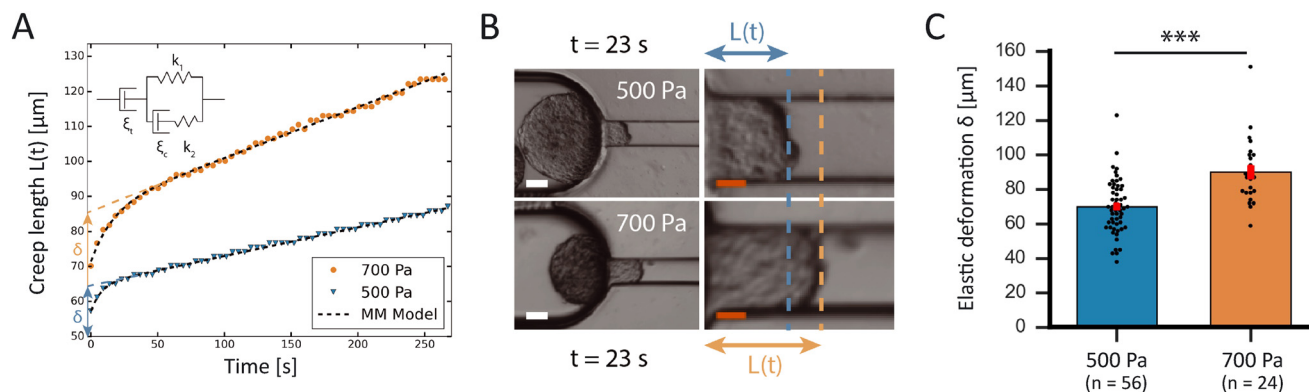 A
Creep length L(t) [μm]
130
120
110
100
90
80
70
60
50
δ
δ
k₁
ξₜ
ξ꜀
k₂
700 Pa
500 Pa
MM Model
0
50
100
150
200
250
Time [s]
B
t = 23 s
L(t)
500 Pa
700 Pa
t = 23 s
L(t)
C
Elastic deformation δ [μm]
160
140
120
100
80
60
40
20
0
***
500 Pa
(n = 56)
700 Pa
(n = 24)